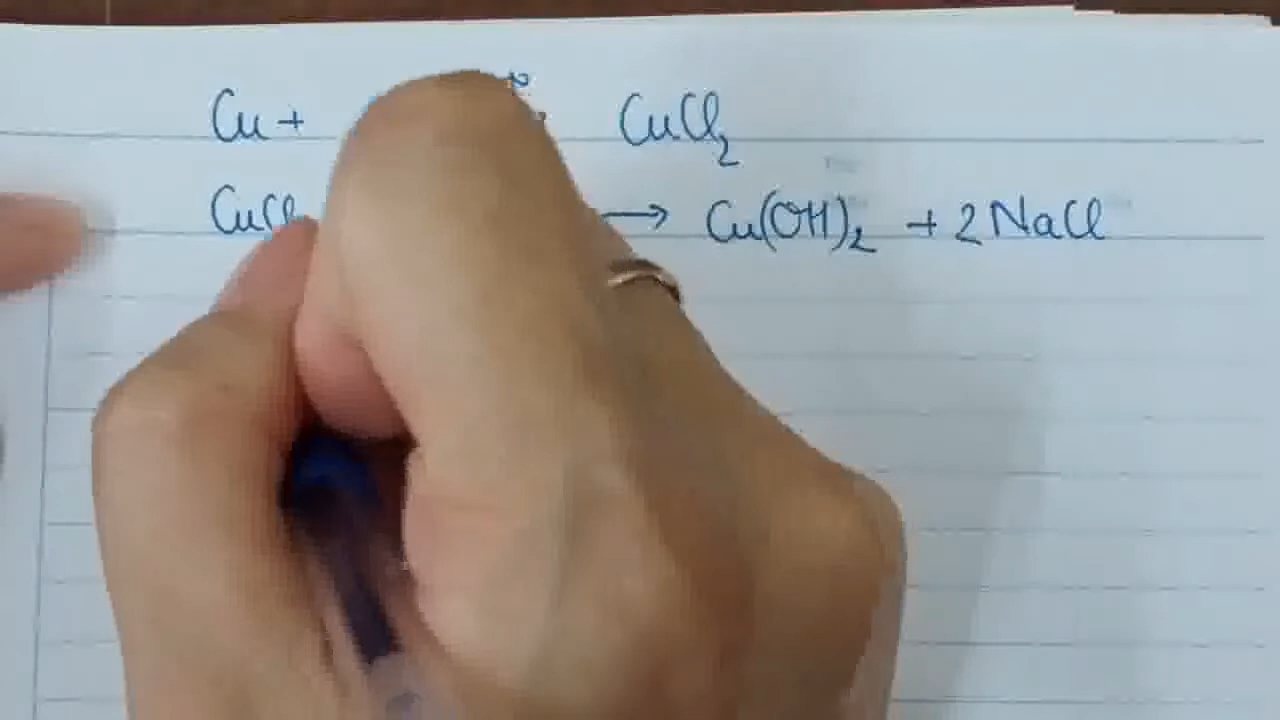 Cu + CuCl₂
CuCl → Cu(OH)₂ + 2NaCl